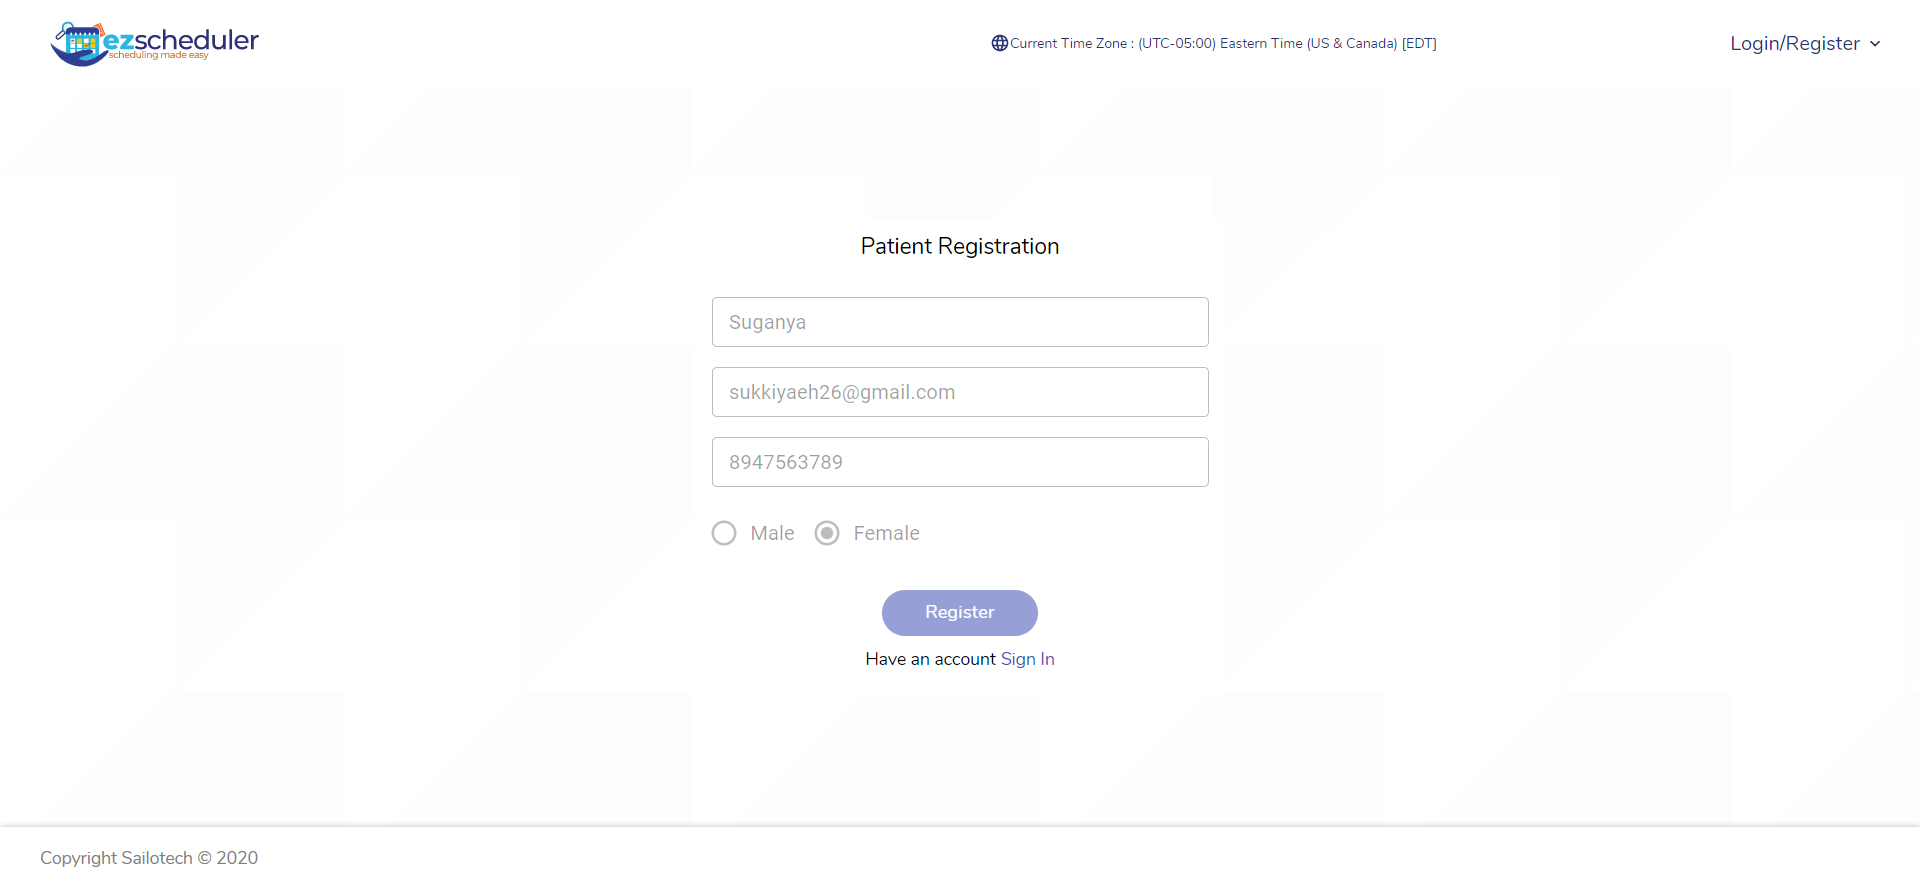 ezscheduler
scheduling made easy
Current Time Zone : (UTC-05:00) Eastern Time (US & Canada) [EDT]
Login/Register
Patient Registration
Suganya
sukkiyaeh26@gmail.com
8947563789
Male Female
Register
Have an account Sign In
Copyright Sailotech © 2020